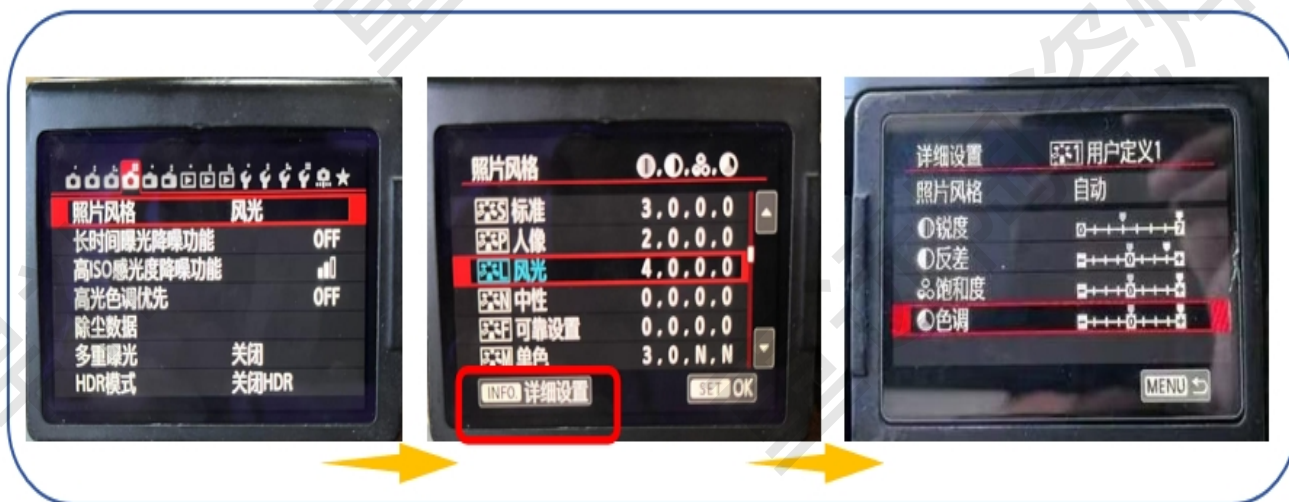 照片风格 风光
长时间曝光降噪功能 OFF
高ISO感光度降噪功能
高光色调优先 OFF
除尘数据
多重曝光 关闭
HDR模式 关闭HDR
照片风格
S 标准 3,0,0,0
P 人像 2,0,0,0
L 风光 4,0,0,0
N 中性 0,0,0,0
F 可靠设置 0,0,0,0
M 单色 3,0,N,N
INFO. 详细设置 SET OK
详细设置 1 用户定义1
照片风格 自动
锐度 0 7
反差 0
饱和度 0
色调 0
MENU